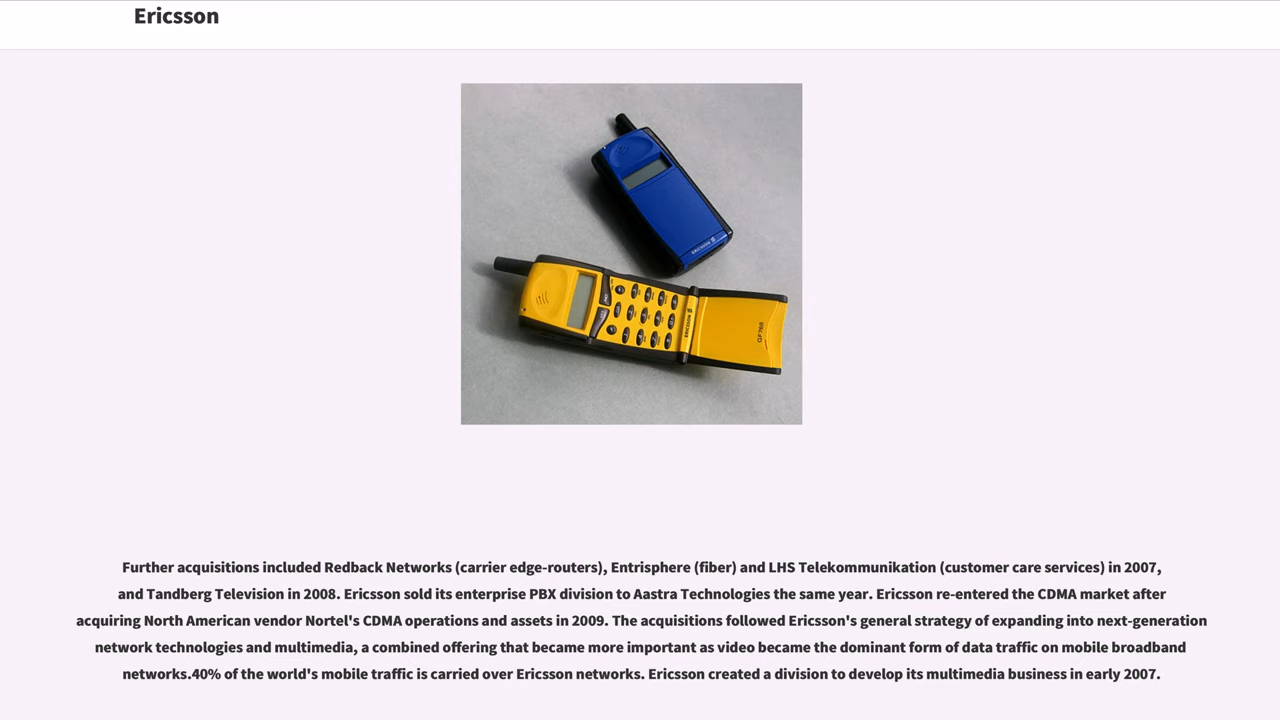 Ericsson
ERICSSON
ERICSSON
GF768
Further acquisitions included Redback Networks (carrier edge-routers), Entrisphere (fiber) and LHS Telekommunikation (customer care services) in 2007,
and Tandberg Television in 2008. Ericsson sold its enterprise PBX division to Aastra Technologies the same year. Ericsson re-entered the CDMA market after
acquiring North American vendor Nortel's CDMA operations and assets in 2009. The acquisitions followed Ericsson's general strategy of expanding into next-generation
network technologies and multimedia, a combined offering that became more important as video became the dominant form of data traffic on mobile broadband
networks.40% of the world's mobile traffic is carried over Ericsson networks. Ericsson created a division to develop its multimedia business in early 2007.